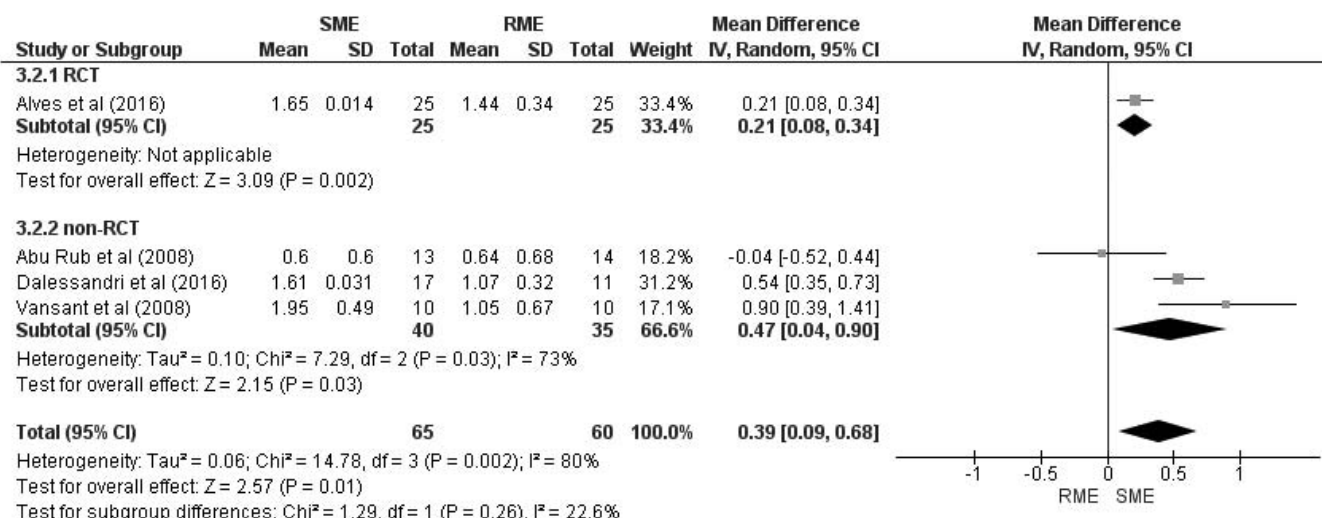 SME RME Mean Difference Mean Difference
Study or Subgroup Mean SD Total Mean SD Total Weight IV, Random, 95% CI IV, Random, 95% CI
3.2.1 RCT
Alves et al (2016) 1.65 0.014 25 1.44 0.34 25 33.4% 0.21 [0.08, 0.34]
Subtotal (95% CI) 25 25 33.4% 0.21 [0.08, 0.34]
Heterogeneity: Not applicable
Test for overall effect: Z = 3.09 (P = 0.002)
3.2.2 non-RCT
Abu Rub et al (2008) 0.6 0.6 13 0.64 0.68 14 18.2% -0.04 [-0.52, 0.44]
Dalessandri et al (2016) 1.61 0.031 17 1.07 0.32 11 31.2% 0.54 [0.35, 0.73]
Vansant et al (2008) 1.95 0.49 10 1.05 0.67 10 17.1% 0.90 [0.39, 1.41]
Subtotal (95% CI) 40 35 66.6% 0.47 [0.04, 0.90]
Heterogeneity: Tau² = 0.10; Chi² = 7.29, df = 2 (P = 0.03); I² = 73%
Test for overall effect: Z = 2.15 (P = 0.03)
Total (95% CI) 65 60 100.0% 0.39 [0.09, 0.68]
Heterogeneity: Tau² = 0.06; Chi² = 14.78, df = 3 (P = 0.002); I² = 80%
Test for overall effect: Z = 2.57 (P = 0.01)
Test for subgroup differences: Chi² = 1.29, df = 1 (P = 0.26), I² = 22.6%
-1 -0.5 0 0.5 1
RME SME